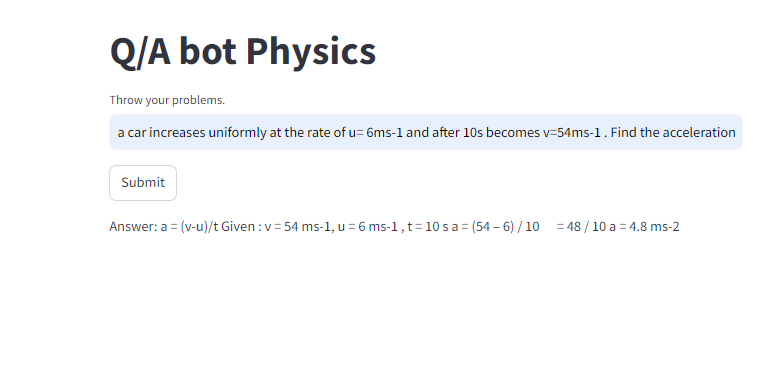 Q/A bot Physics
Throw your problems.
a car increases uniformly at the rate of u= 6ms-1 and after 10s becomes v=54ms-1 . Find the acceleration
Submit
Answer: a = (v-u)/t Given : v = 54 ms-1, u = 6 ms-1 , t = 10 s a = (54 – 6) / 10 = 48 / 10 a = 4.8 ms-2